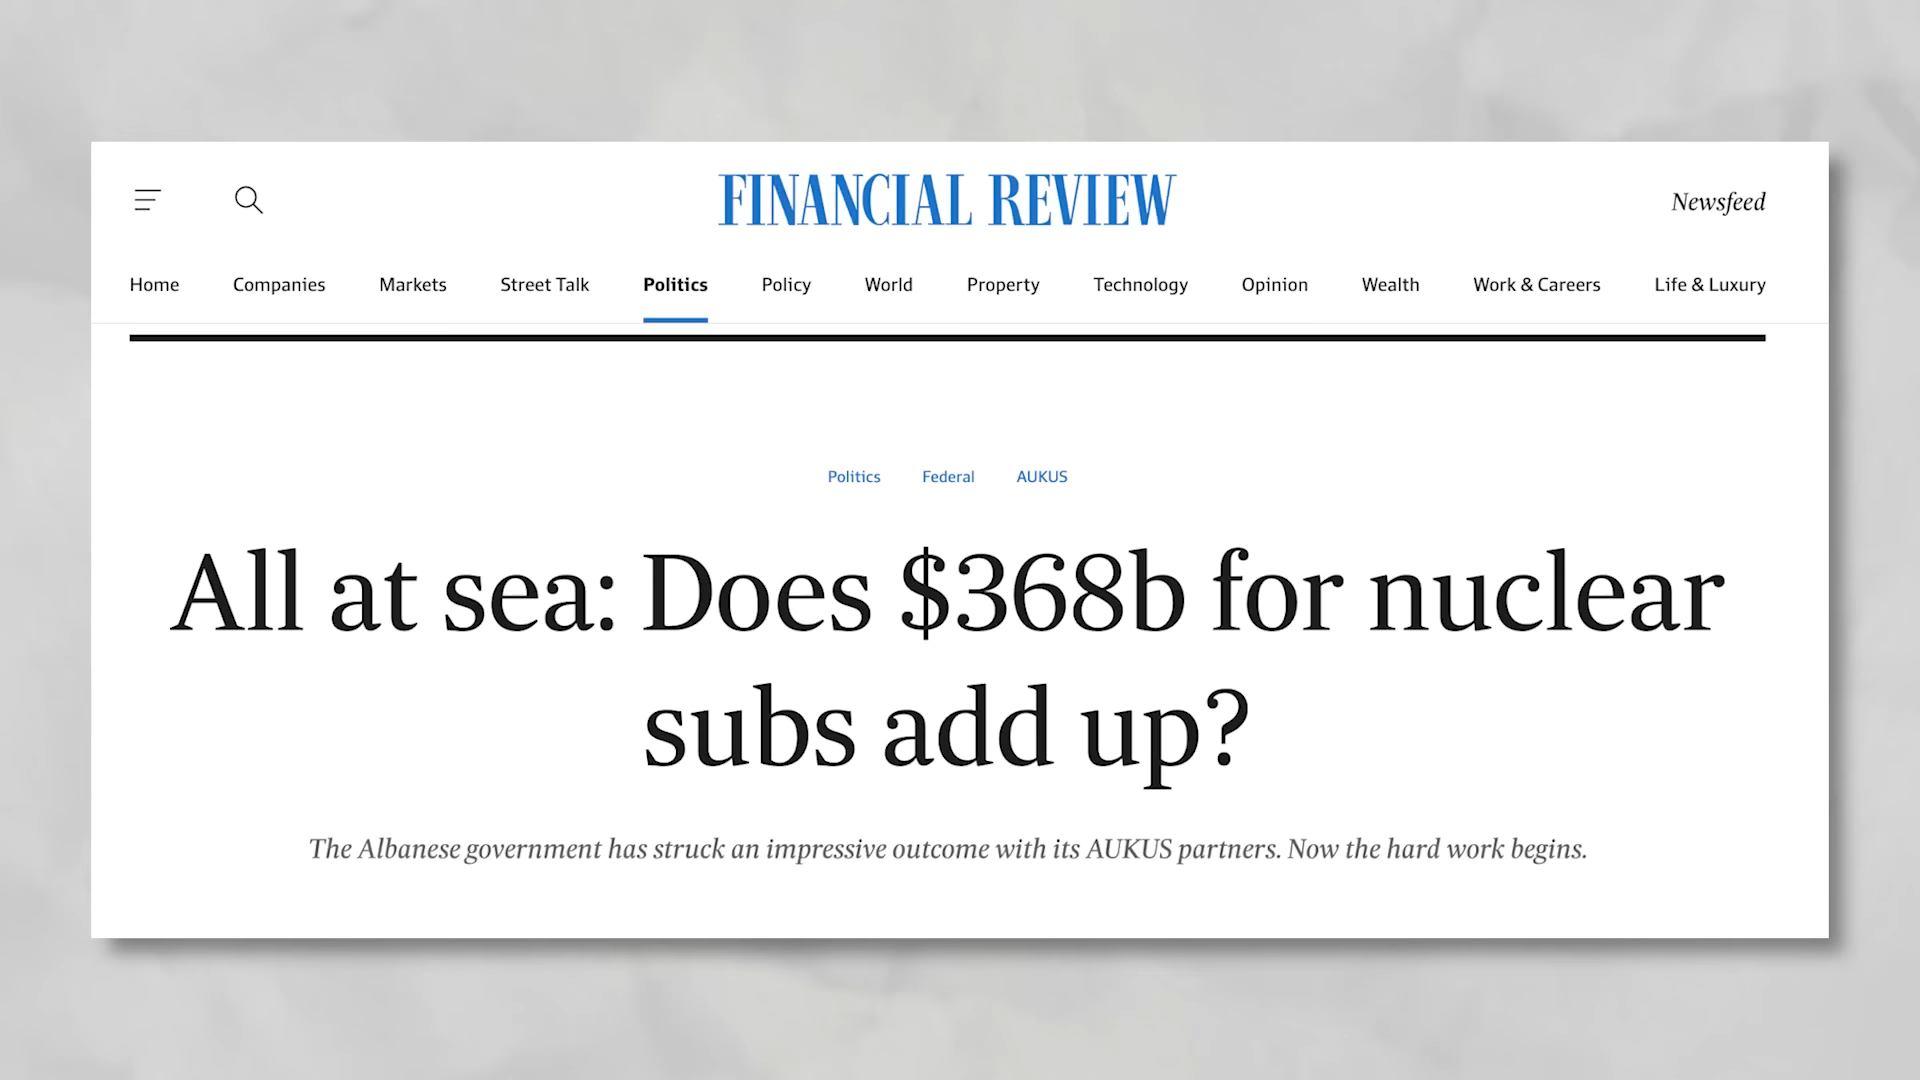 FINANCIAL REVIEW
Newsfeed
Home Companies Markets Street Talk Politics Policy World Property Technology Opinion Wealth Work & Careers Life & Luxury
Politics Federal AUKUS
All at sea: Does $368b for nuclear
subs add up?
The Albanese government has struck an impressive outcome with its AUKUS partners. Now the hard work begins.